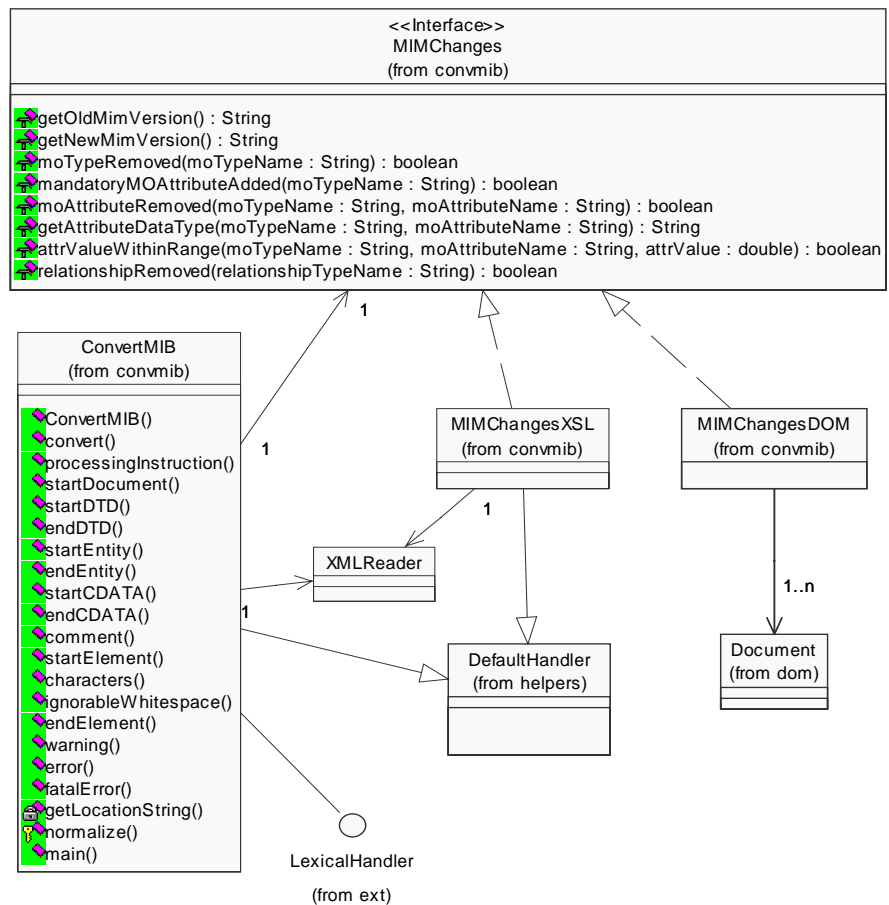 <<Interface>>
MIMChanges
(from convmib)
getOldMimVersion() : String
getNewMimVersion() : String
moTypeRemoved(moTypeName : String) : boolean
mandatoryMOAttributeAdded(moTypeName : String) : boolean
moAttributeRemoved(moTypeName : String, moAttributeName : String) : boolean
getAttributeDataType(moTypeName : String, moAttributeName : String) : String
attrValueWithinRange(moTypeName : String, moAttributeName : String, attrValue : double) : boolean
relationshipRemoved(relationshipTypeName : String) : boolean
1
ConvertMIB
(from convmib)
ConvertMIB()
convert()
processingInstruction()
startDocument()
startDTD()
endDTD()
startEntity()
endEntity()
startCDATA()
endCDATA()
comment()
startElement()
characters()
ignorableWhitespace()
endElement()
warning()
error()
fatalError()
getLocationString()
normalize()
main()
1
1
MIMChangesXSL
(from convmib)
1
MIMChangesDOM
(from convmib)
1..n
XMLReader
DefaultHandler
(from helpers)
Document
(from dom)
LexicalHandler
(from ext)